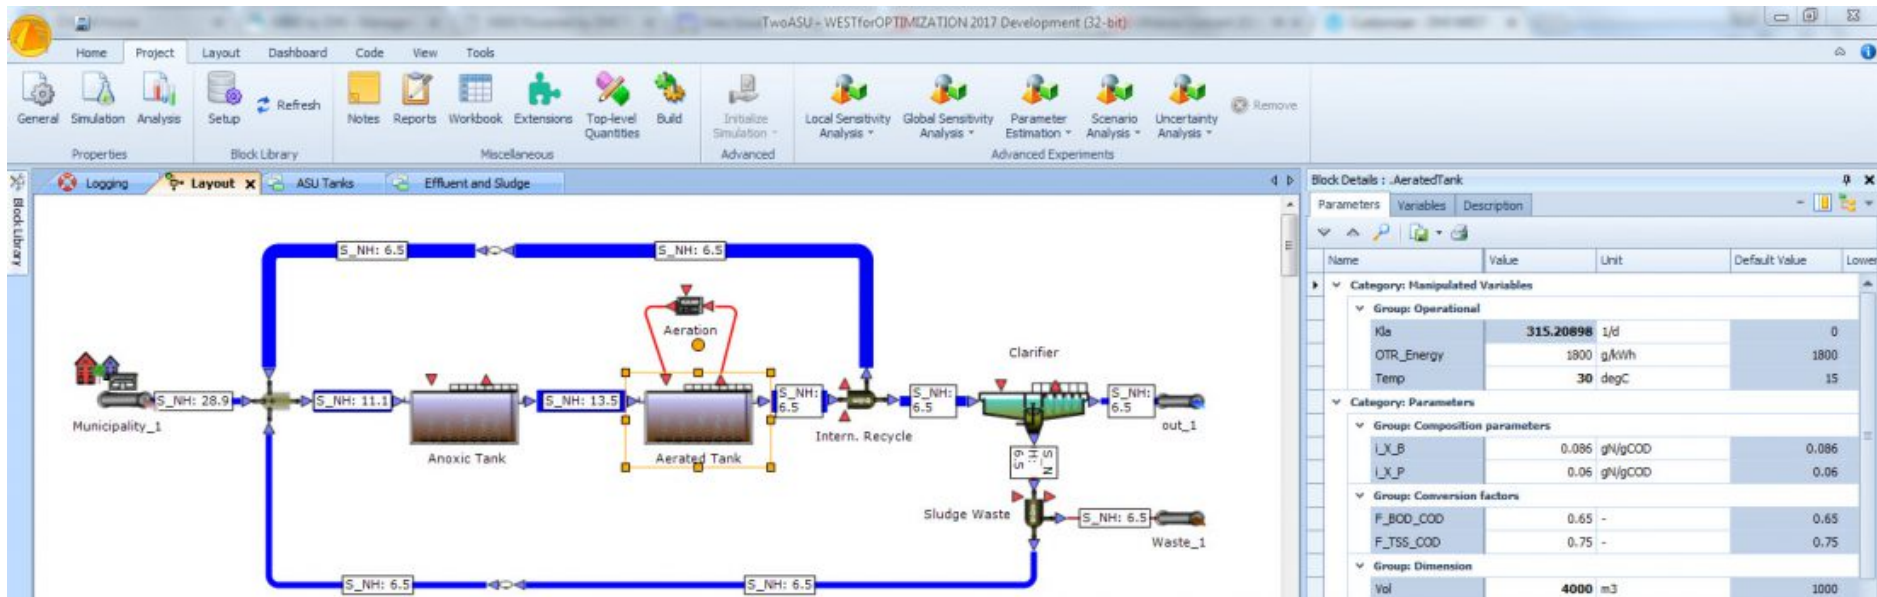 TwoASU - WESTforOPTIMIZATION 2017 Development (32-bit)
Home Project Layout Dashboard Code View Tools
General Simulation Analysis Setup Refresh Notes Reports Workbook Extensions Top-level Quantities Build Initialize Simulation Local Sensitivity Analysis Global Sensitivity Analysis Parameter Estimation Scenario Analysis Uncertainty Analysis Remove
Properties Block Library Miscellaneous Advanced Advanced Experiments
Block Library
Logging Layout ASU Tanks Effluent and Sludge
S_NH: 6.5 S_NH: 6.5
Aeration
Clarifier
S_NH: 28.9 S_NH: 11.1 S_NH: 13.5 S_NH: 6.5 S_NH: 6.5 S_NH: 6.5
Municipality_1
out_1
Intern. Recycle
Anoxic Tank
Aerated Tank
S_NH: 6.5
Sludge Waste
S_NH: 6.5
Waste_1
S_NH: 6.5 S_NH: 6.5
Block Details : .AeratedTank
Parameters Variables Description
Name Value Unit Default Value Lower
Category: Manipulated Variables
Group: Operational
Kla 315.20898 1/d 0
OTR_Energy 1800 g/kWh 1800
Temp 30 degC 15
Category: Parameters
Group: Composition parameters
i_X_B 0.086 gN/gCOD 0.086
i_X_P 0.06 gN/gCOD 0.06
Group: Conversion factors
F_BOD_COD 0.65 - 0.65
F_TSS_COD 0.75 - 0.75
Group: Dimension
Vol 4000 m3 1000